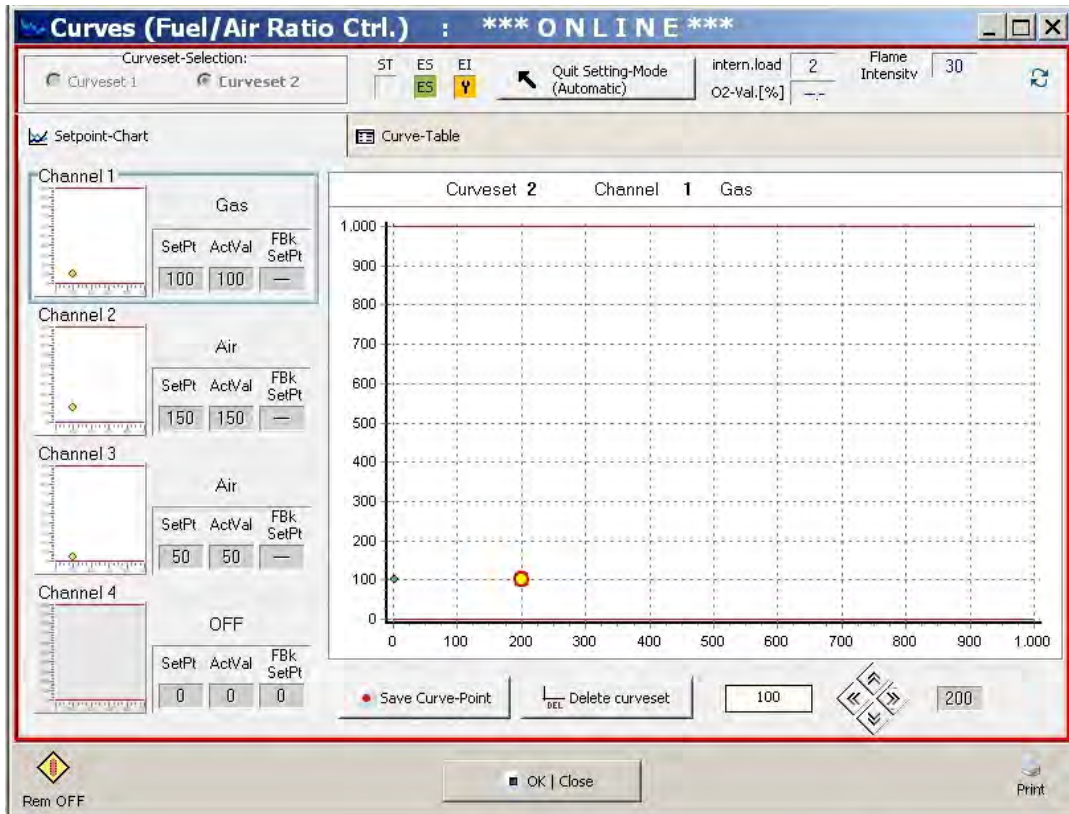 Curves (Fuel/Air Ratio Ctrl.) : *** O N L I N E ***
Curveset-Selection:
Curveset 1 Curveset 2
ST ES EI
ES Y
Quit Setting-Mode
(Automatic)
intern.load 2
O2-Val.[%] --.-
Flame
Intensity 30
Setpoint-Chart
Curve-Table
Channel 1
Gas
SetPt ActVal FBk
SetPt
100 100 ---
Channel 2
Air
SetPt ActVal FBk
SetPt
150 150 ---
Channel 3
Air
SetPt ActVal FBk
SetPt
50 50 ---
Channel 4
OFF
SetPt ActVal FBk
SetPt
0 0 0
Curveset 2 Channel 1 Gas
1.000
900
800
700
600
500
400
300
200
100
0
0 100 200 300 400 500 600 700 800 900 1.000
Save Curve-Point
DEL Delete curveset
100
200
Rem OFF
OK | Close
Print